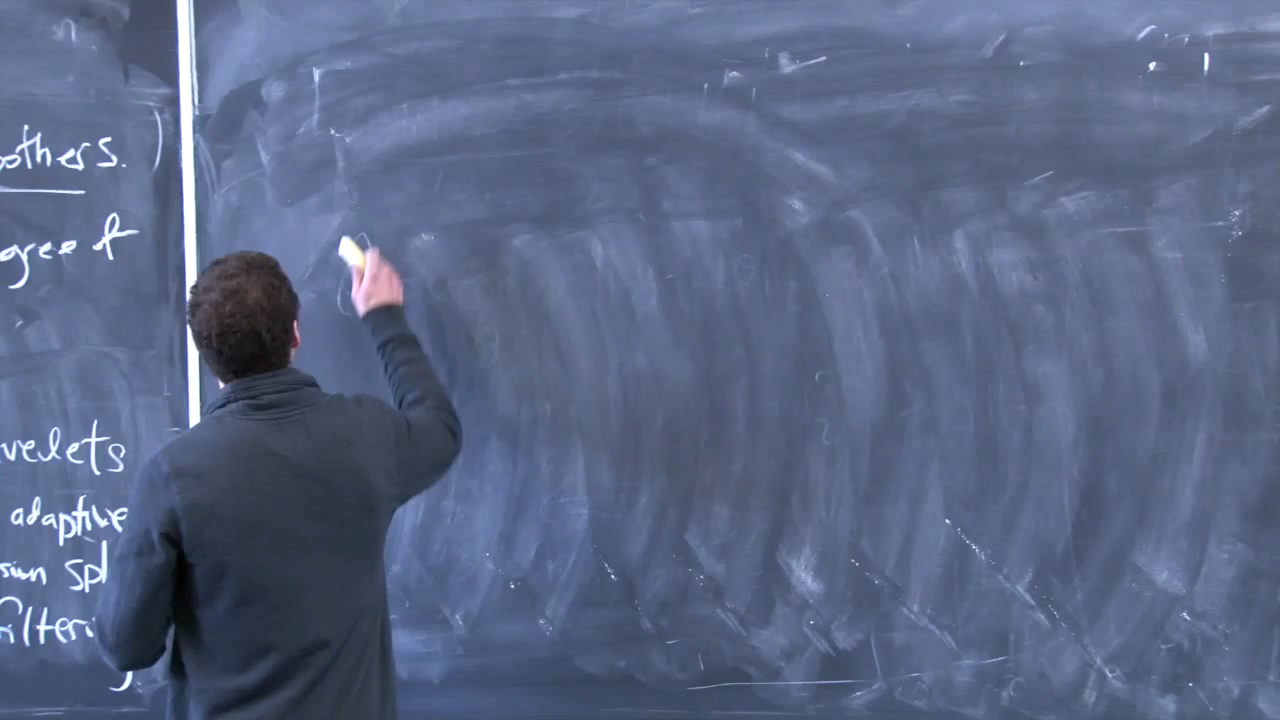 others.
gree of
velets
adaptive
sion spl
filteri